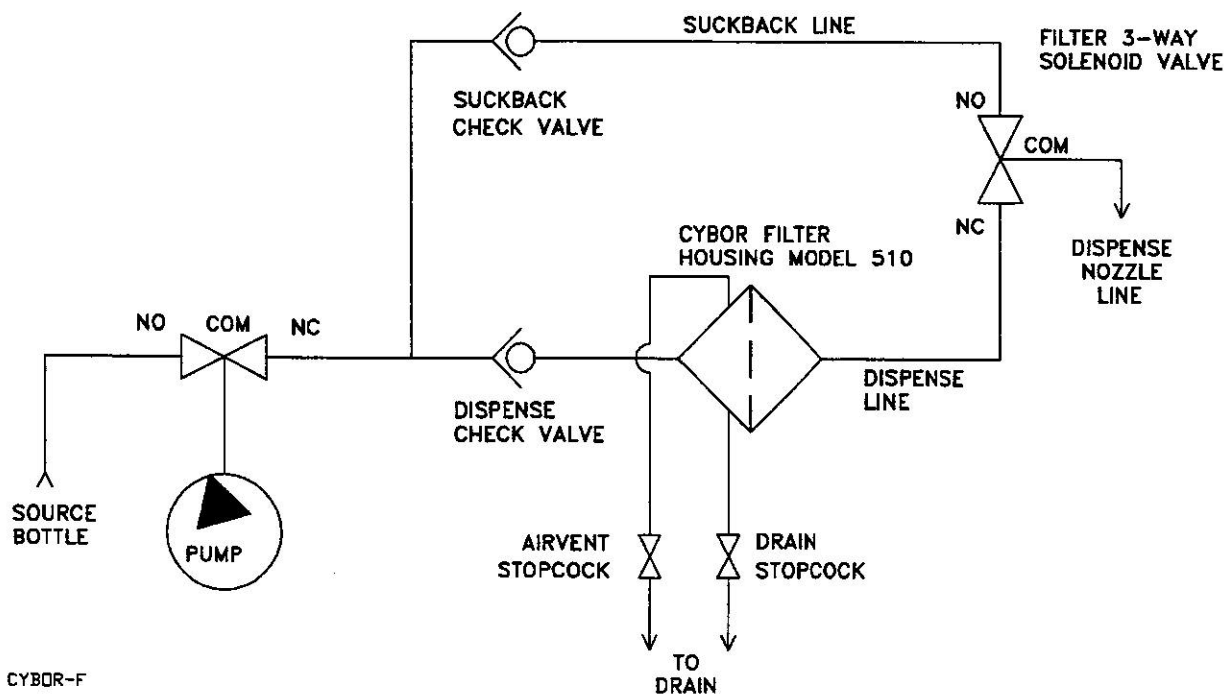 SUCKBACK LINE
FILTER 3-WAY
SOLENOID VALVE
SUCKBACK
CHECK VALVE
NO
COM
NC
CYBOR FILTER
HOUSING MODEL 510
DISPENSE
NOZZLE
LINE
NO
COM
NC
DISPENSE
LINE
DISPENSE
CHECK VALVE
SOURCE
BOTTLE
PUMP
AIRVENT
STOPCOCK
DRAIN
STOPCOCK
TO
DRAIN
CYBOR-F